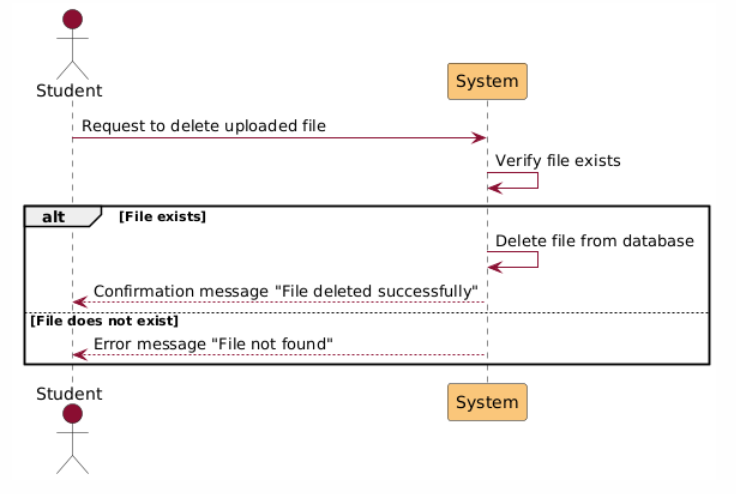 Student
System
Request to delete uploaded file
Verify file exists
alt [File exists]
Delete file from database
Confirmation message "File deleted successfully"
[File does not exist]
Error message "File not found"
Student
System